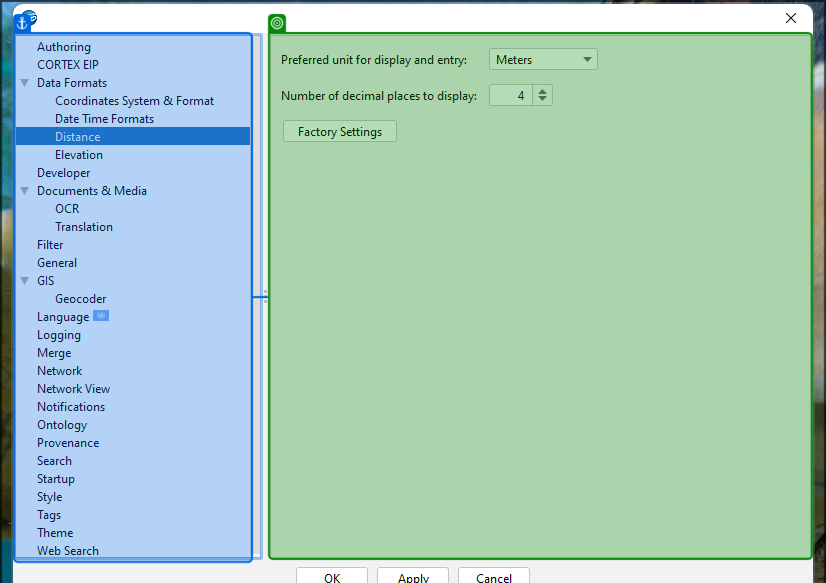 Authoring
CORTEX EIP
Data Formats
Coordinates System & Format
Date Time Formats
Distance
Elevation
Developer
Documents & Media
OCR
Translation
Filter
General
GIS
Geocoder
Language
Logging
Merge
Network
Network View
Notifications
Ontology
Provenance
Search
Startup
Style
Tags
Theme
Web Search
Preferred unit for display and entry: Meters
Number of decimal places to display: 4
Factory Settings
OK Apply Cancel